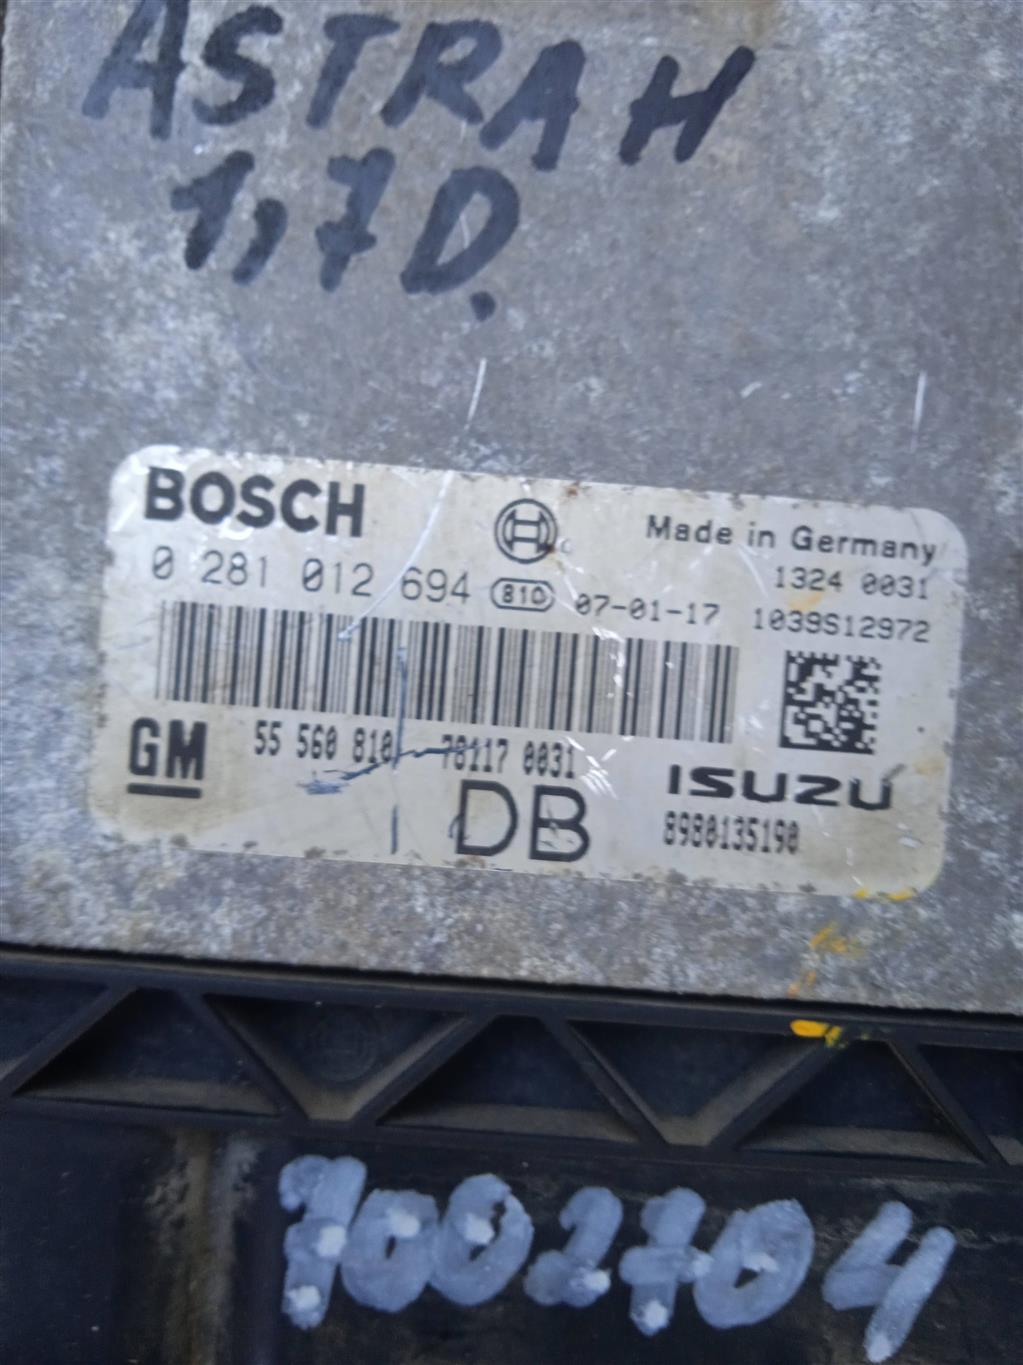 ASTRA H
1,7D.
BOSCH
Made in Germany
0 281 012 694 810 07-01-17
1324 0031
1039S12972
GM 55 560 810 78117 0031
DB
ISUZU
8980135190
7002704